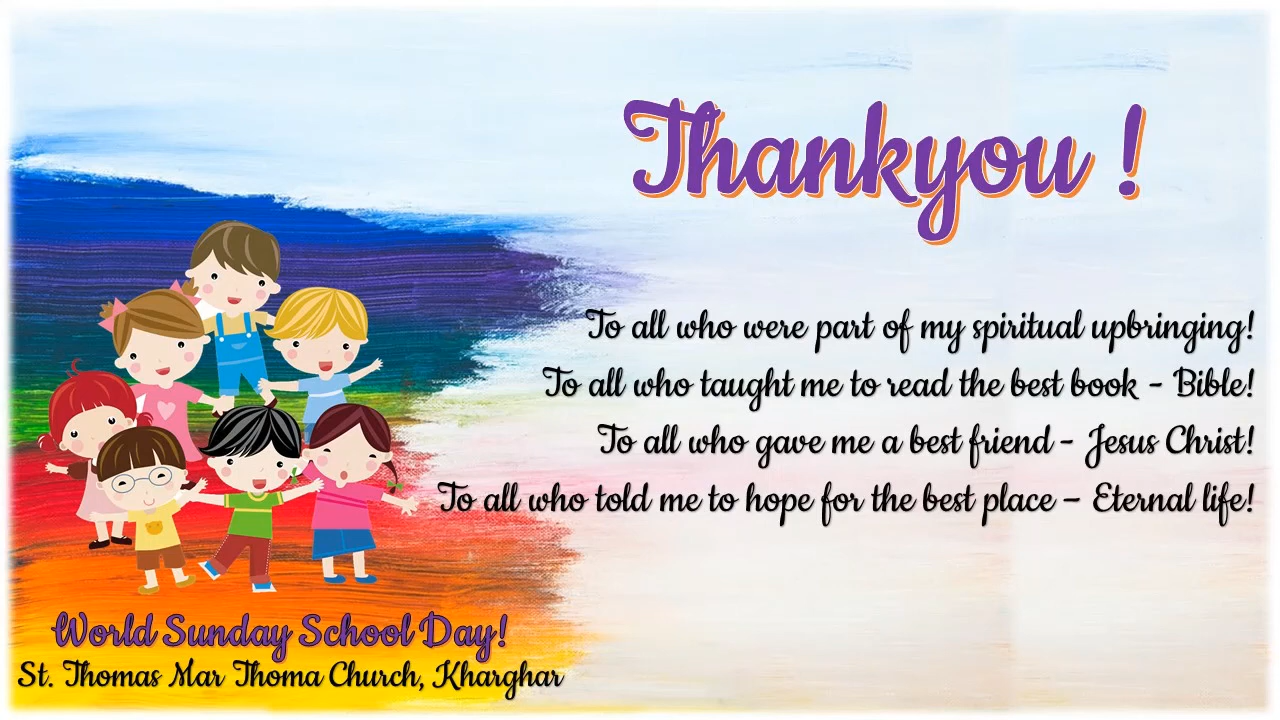 Thankyou !
To all who were part of my spiritual upbringing!
To all who taught me to read the best book - Bible!
To all who gave me a best friend - Jesus Christ!
To all who told me to hope for the best place – Eternal life!
World Sunday School Day!
St. Thomas Mar Thoma Church, Kharghar